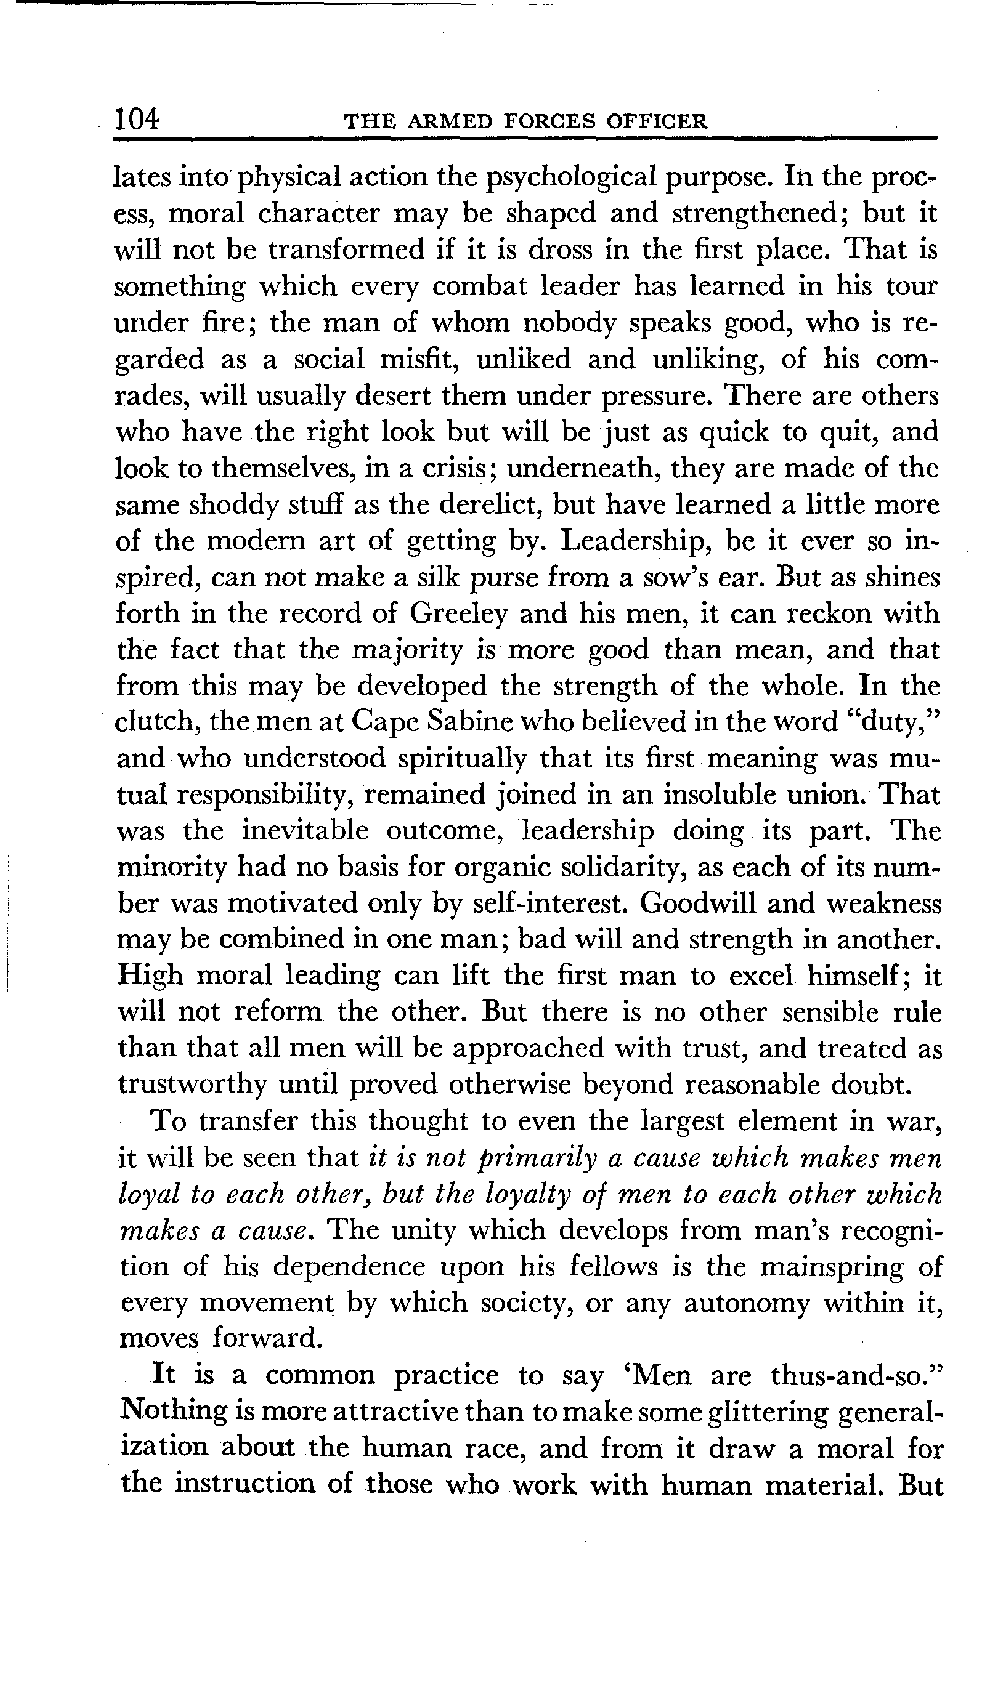 104 THE ARMED FORCES OFFICER
lates into physical action the psychological purpose. In the proc-
ess, moral character may be shaped and strengthened; but it
will not be transformed if it is dross in the first place. That is
something which every combat leader has learned in his tour
under fire; the man of whom nobody speaks good, who is re-
garded as a social misfit, unliked and unliking, of his com-
rades, will usually desert them under pressure. There are others
who have the right look but will be just as quick to quit, and
look to themselves, in a crisis; underneath, they are made of the
same shoddy stuff as the derelict, but have learned a little more
of the modern art of getting by. Leadership, be it ever so in-
spired, can not make a silk purse from a sow's ear. But as shines
forth in the record of Greeley and his men, it can reckon with
the fact that the majority is more good than mean, and that
from this may be developed the strength of the whole. In the
clutch, the men at Cape Sabine who believed in the word “duty,”
and who understood spiritually that its first meaning was mu-
tual responsibility, remained joined in an insoluble union. That
was the inevitable outcome, leadership doing its part. The
minority had no basis for organic solidarity, as each of its num-
ber was motivated only by self-interest. Goodwill and weakness
may be combined in one man; bad will and strength in another.
High moral leading can lift the first man to excel himself; it
will not reform the other. But there is no other sensible rule
than that all men will be approached with trust, and treated as
trustworthy until proved otherwise beyond reasonable doubt.
To transfer this thought to even the largest element in war,
it will be seen that it is not primarily a cause which makes men
loyal to each other, but the loyalty of men to each other which
makes a cause. The unity which develops from man's recogni-
tion of his dependence upon his fellows is the mainspring of
every movement by which society, or any autonomy within it,
moves forward.
It is a common practice to say ‘Men are thus-and-so.”
Nothing is more attractive than to make some glittering general-
ization about the human race, and from it draw a moral for
the instruction of those who work with human material. But